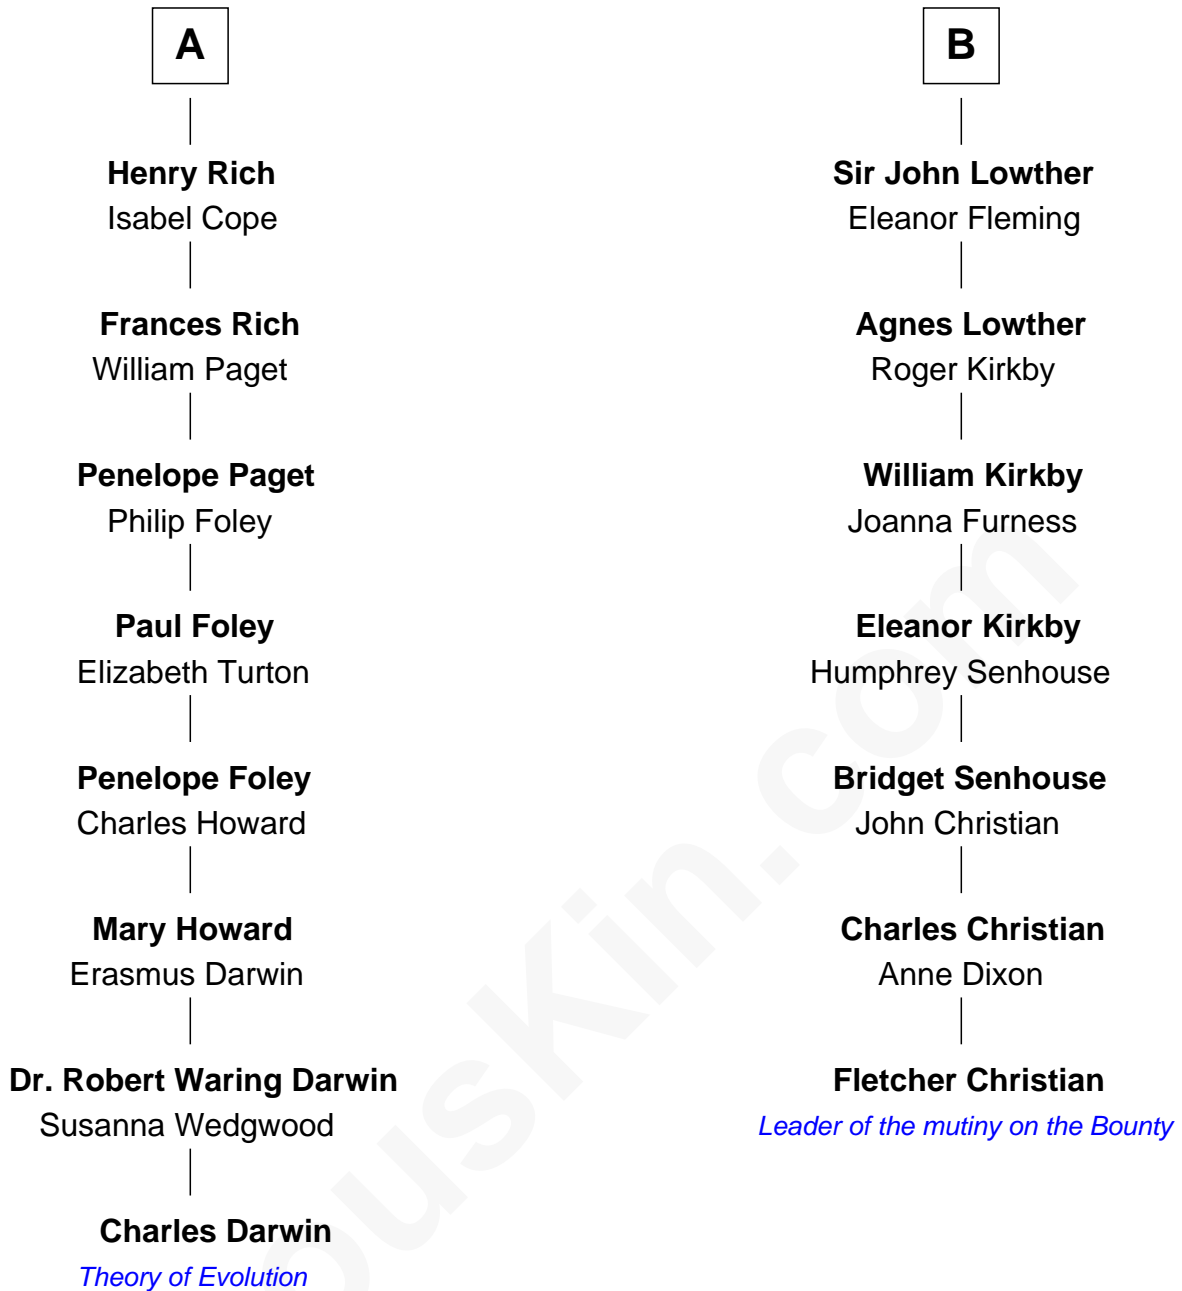 A
Henry Rich
Isabel Cope
Frances Rich
William Paget
Penelope Paget
Philip Foley
Paul Foley
Elizabeth Turton
Penelope Foley
Charles Howard
Mary Howard
Erasmus Darwin
Dr. Robert Waring Darwin
Susanna Wedgwood
Charles Darwin
Theory of Evolution
B
Sir John Lowther
Eleanor Fleming
Agnes Lowther
Roger Kirkby
William Kirkby
Joanna Furness
Eleanor Kirkby
Humphrey Senhouse
Bridget Senhouse
John Christian
Charles Christian
Anne Dixon
Fletcher Christian
Leader of the mutiny on the Bounty
ousKin.com